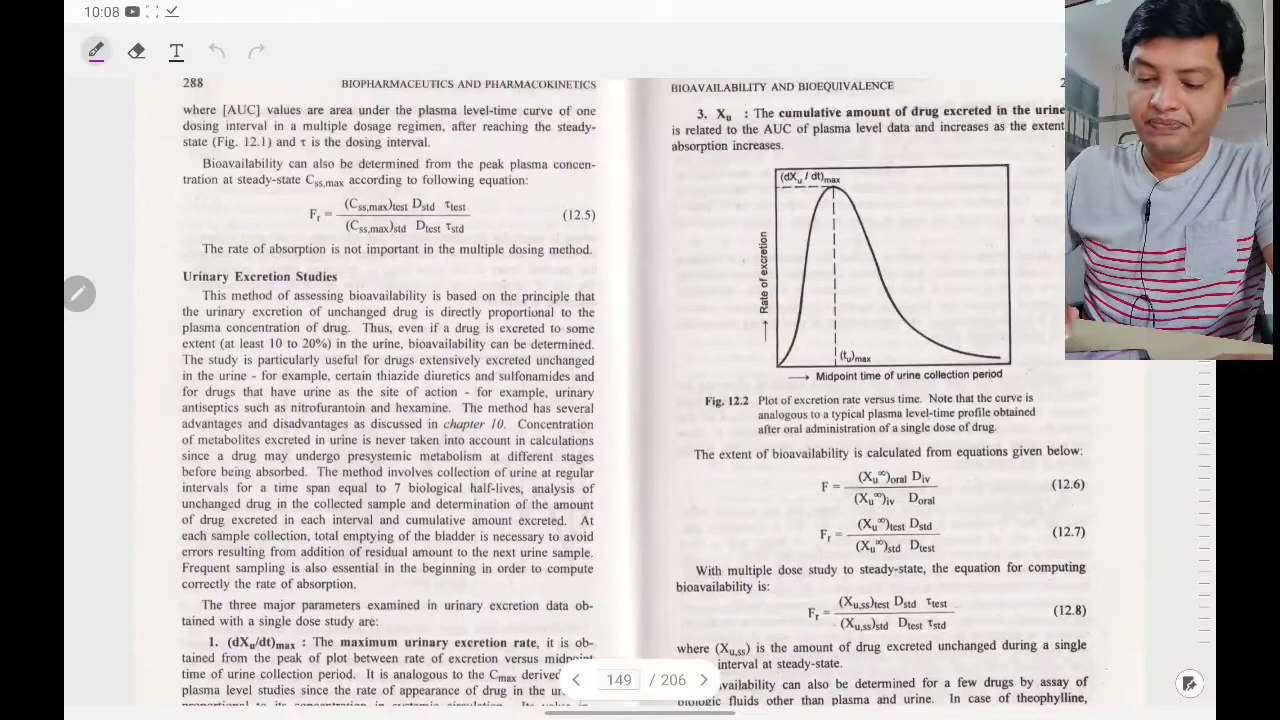 10:08
T
288 BIOPHARMACEUTICS AND PHARMACOKINETICS
where [AUC] values are area under the plasma level-time curve of one
dosing interval in a multiple dosage regimen, after reaching the steady-
state (Fig. 12.1) and τ is the dosing interval.
Bioavailability can also be determined from the peak plasma concen-
tration at steady-state Css,max according to following equation:
Fr = (Css,max)test Dstd τtest / (Css,max)std Dtest τstd (12.5)
The rate of absorption is not important in the multiple dosing method.
Urinary Excretion Studies
This method of assessing bioavailability is based on the principle that
the urinary excretion of unchanged drug is directly proportional to the
plasma concentration of drug. Thus, even if a drug is excreted to some
extent (at least 10 to 20%) in the urine, bioavailability can be determined.
The study is particularly useful for drugs extensively excreted unchanged
in the urine - for example, certain thiazide diuretics and sulfonamides and
for drugs that have urine as the site of action - for example, urinary
antiseptics such as nitrofurantoin and hexamine. The method has several
advantages and disadvantages as discussed in chapter 10. Concentration
of metabolites excreted in urine is never taken into account in calculations
since a drug may undergo presystemic metabolism at different stages
before being absorbed. The method involves collection of urine at regular
intervals for a time span equal to 7 biological half-lives, analysis of
unchanged drug in the collected sample and determination of the amount
of drug excreted in each interval and cumulative amount excreted. At
each sample collection, total emptying of the bladder is necessary to avoid
errors resulting from addition of residual amount to the next urine sample.
Frequent sampling is also essential in the beginning in order to compute
correctly the rate of absorption.
The three major parameters examined in urinary excretion data ob-
tained with a single dose study are:
1. (dXu/dt)max : The maximum urinary excretion rate, it is ob-
tained from the peak of plot between rate of excretion versus midpoint
time of urine collection period. It is analogous to the Cmax derived
plasma level studies since the rate of appearance of drug in the
proportional to its concentration in systemic circulation. Its value in-
BIOAVAILABILITY AND BIOEQUIVALENCE 2
3. Xu : The cumulative amount of drug excreted in the urine
is related to the AUC of plasma level data and increases as the extent
absorption increases.
(dXu / dt)max
Rate of excretion
(tu)max
Midpoint time of urine collection period
Fig. 12.2 Plot of excretion rate versus time. Note that the curve is
analogous to a typical plasma level-time profile obtained
after oral administration of a single dose of drug.
The extent of bioavailability is calculated from equations given below:
F = (Xu∞)oral Div / (Xu∞)iv Doral (12.6)
Fr = (Xu∞)test Dstd / (Xu∞)std Dtest (12.7)
With multiple dose study to steady-state, the equation for computing
bioavailability is:
Fr = (Xu,ss)test Dstd τtest / (Xu,ss)std Dtest τstd (12.8)
where (Xu,ss) is the amount of drug excreted unchanged during a single
interval at steady-state.
availability can also be determined for a few drugs by assay of
biologic fluids other than plasma and urine. In case of theophylline,
149 / 206